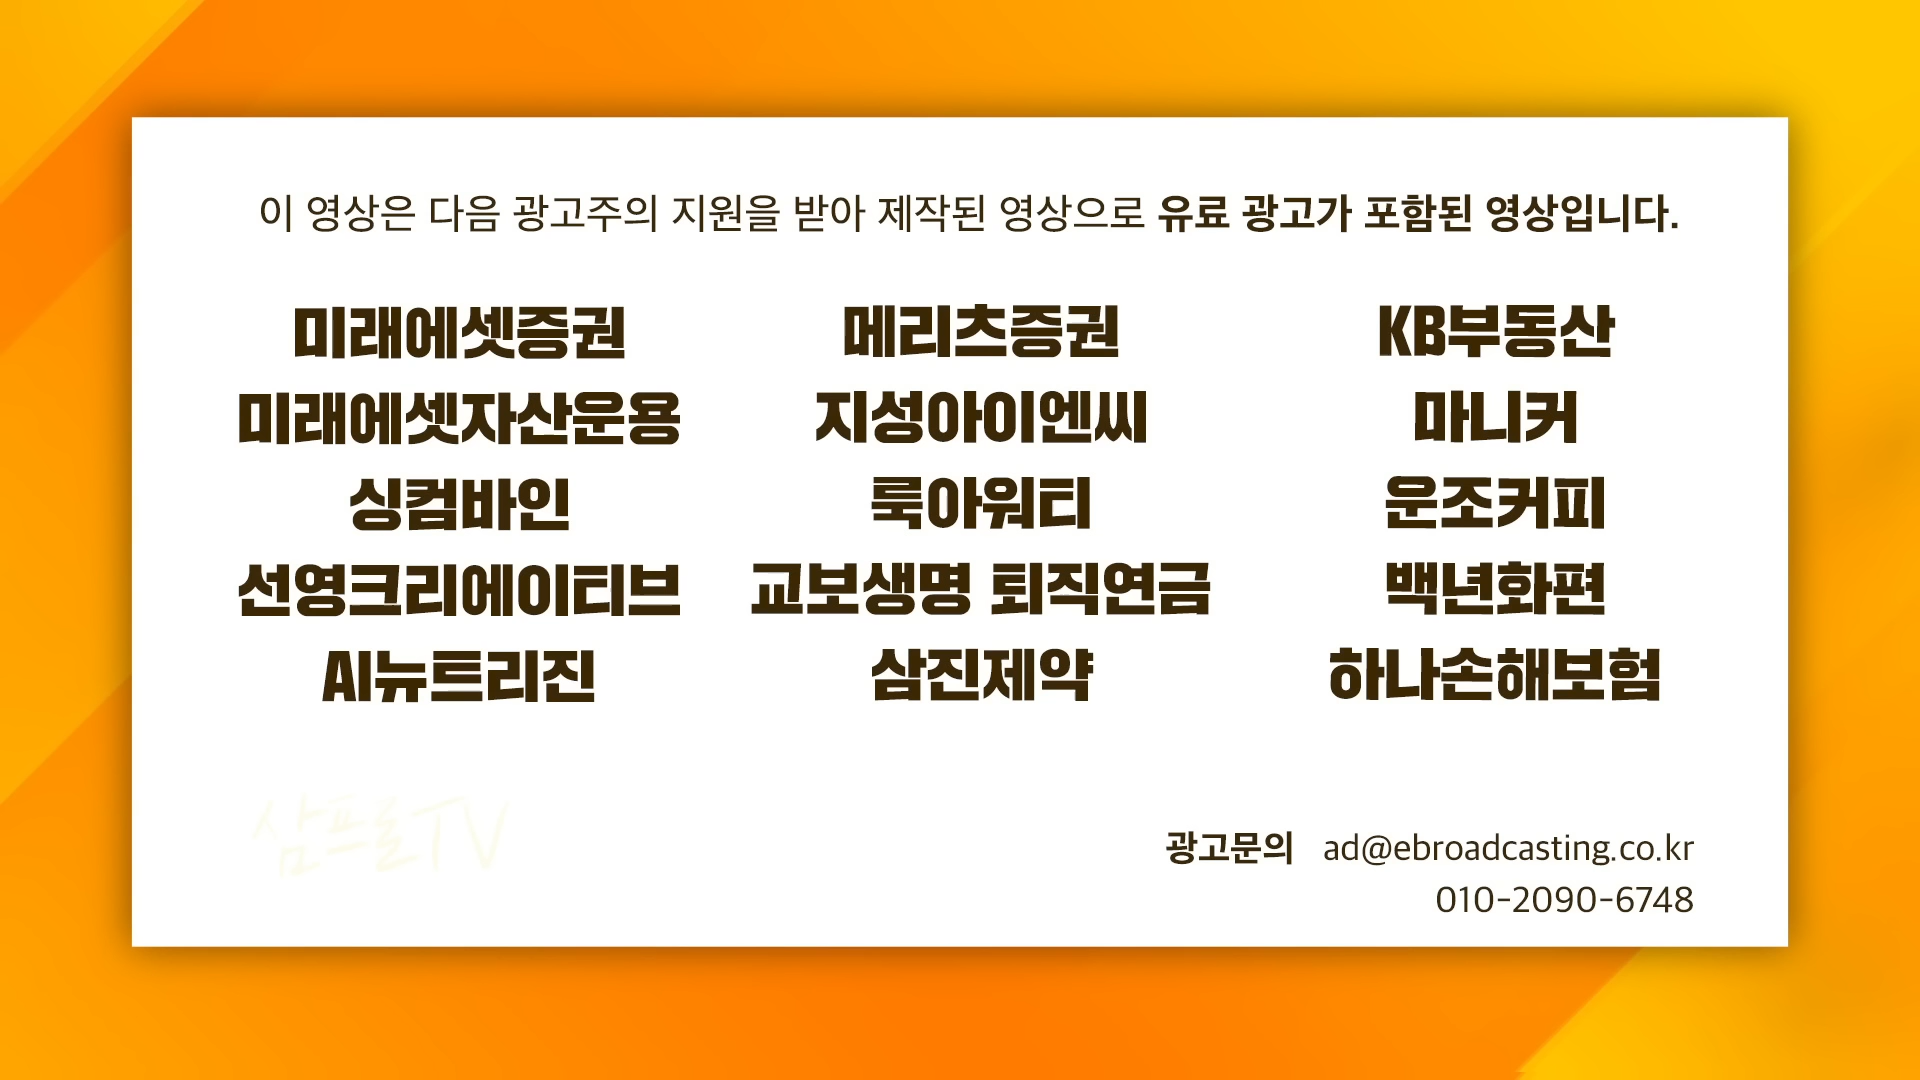 이 영상은 다음 광고주의 지원을 받아 제작된 영상으로 유료 광고가 포함된 영상입니다.
미래에셋증권 메리츠증권 KB부동산
미래에셋자산운용 지성아이엔씨 마니커
싱컴바인 룩아워티 운조커피
선영크리에이티브 교보생명 퇴직연금 백년화편
AI뉴트리진 삼진제약 하나손해보험
삼프로TV
광고문의 ad@ebroadcasting.co.kr
010-2090-6748